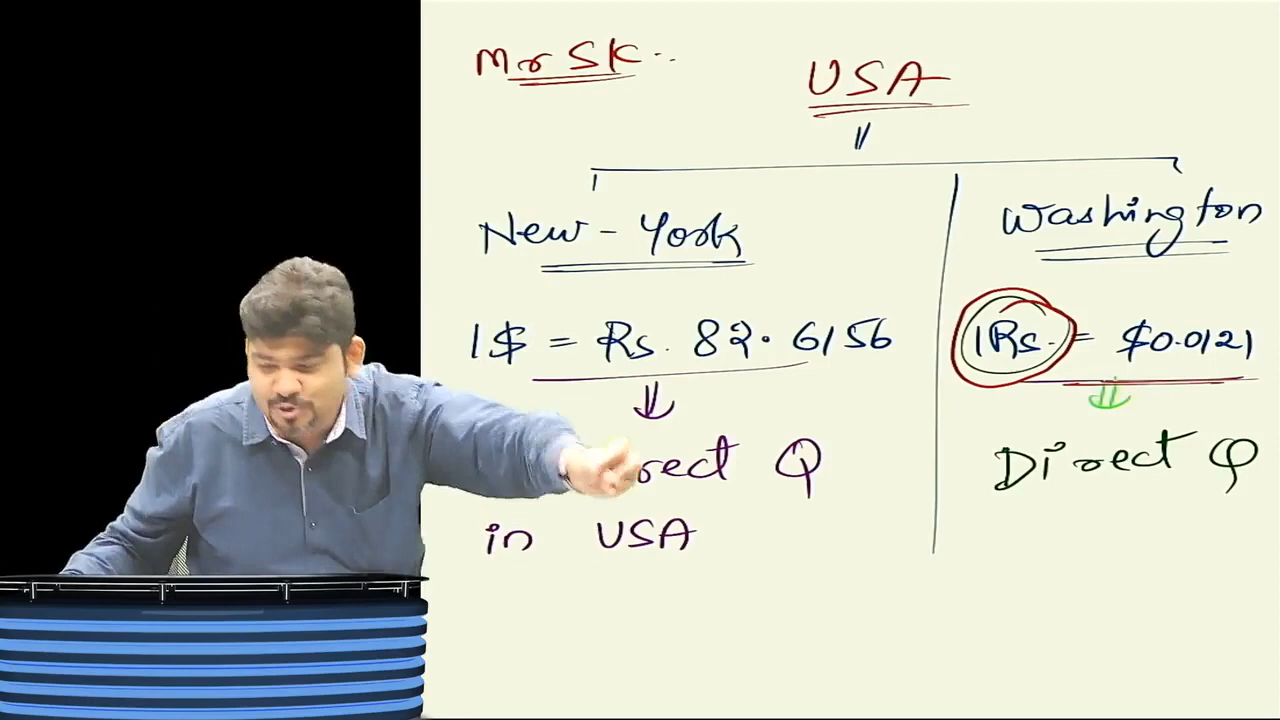 Mr SK..
USA
New-York
Washington
1$ = Rs. 82.6156
1Rs. = $0.0121
rect Q
Direct Q
in USA